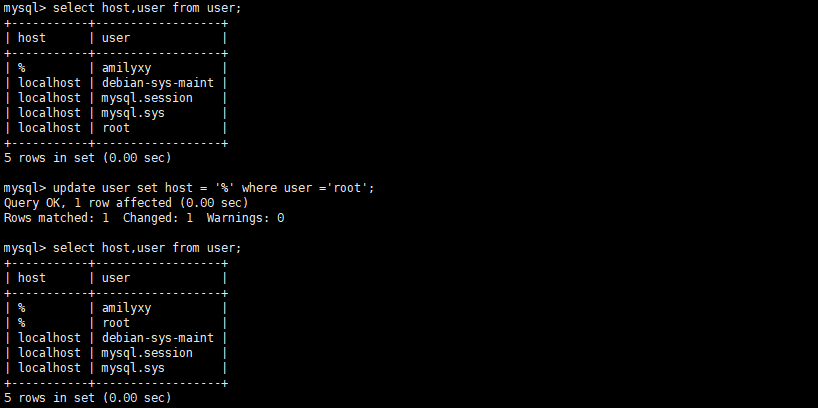 mysql> select host,user from user;
+-----------+------------------+
| host      | user             |
+-----------+------------------+
| %         | amilyxy          |
| localhost | debian-sys-maint |
| localhost | mysql.session    |
| localhost | mysql.sys        |
| localhost | root             |
+-----------+------------------+
5 rows in set (0.00 sec)

mysql> update user set host = '%' where user ='root';
Query OK, 1 row affected (0.00 sec)
Rows matched: 1  Changed: 1  Warnings: 0

mysql> select host,user from user;
+-----------+------------------+
| host      | user             |
+-----------+------------------+
| %         | amilyxy          |
| %         | root             |
| localhost | debian-sys-maint |
| localhost | mysql.session    |
| localhost | mysql.sys        |
+-----------+------------------+
5 rows in set (0.00 sec)